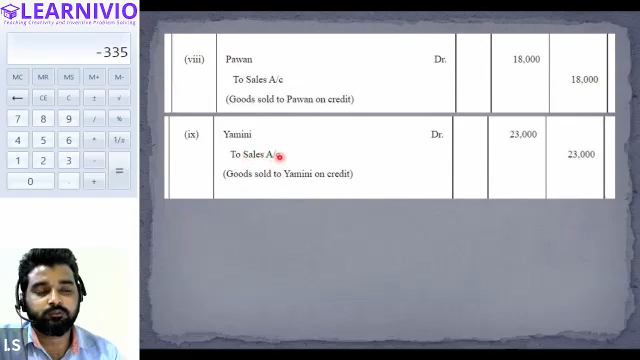 LEARNIVIO
Teaching Creativity and Inventive Problem Solving
-335
MC MR MS M+ M-
← CE C ± √
7 8 9 / %
4 5 6 * 1/x
1 2 3 - =
0 . +
(viii) Pawan Dr. 18,000
To Sales A/c 18,000
(Goods sold to Pawan on credit)
(ix) Yamini Dr. 23,000
To Sales A/c 23,000
(Goods sold to Yamini on credit)
I.S